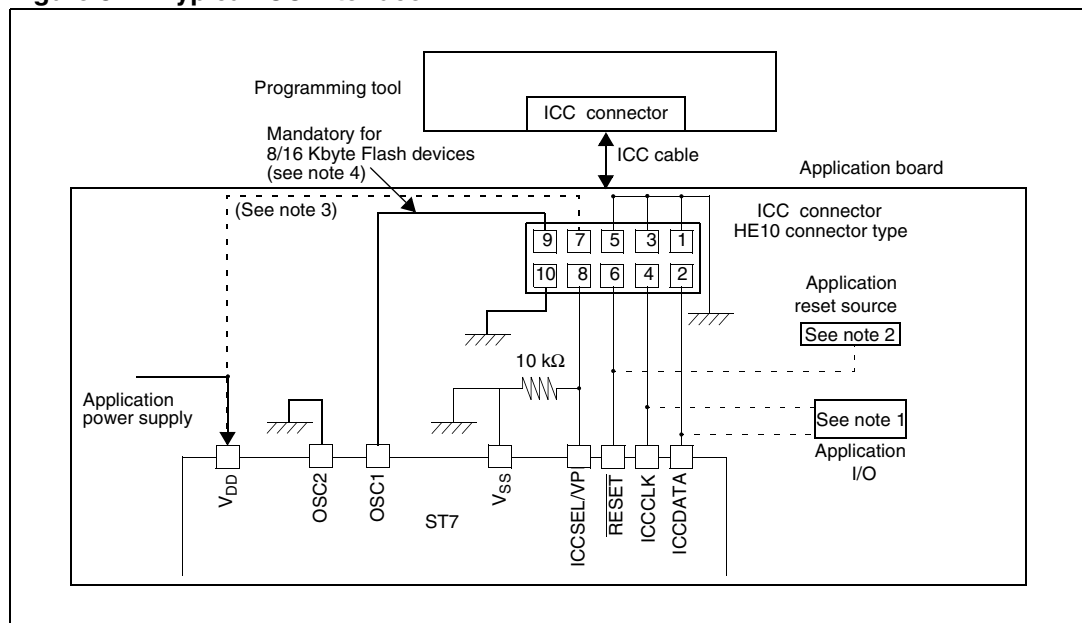 Programming tool
ICC connector
Mandatory for
8/16 Kbyte Flash devices
(see note 4)
ICC cable
Application board
(See note 3)
ICC connector
HE10 connector type
9 7 5 3 1
10 8 6 4 2
Application
reset source
See note 2
10 kΩ
Application
power supply
See note 1
Application
I/O
VDD
OSC2
OSC1
VSS
ICCSEL/VPP
RESET
ICCCLK
ICCDATA
ST7